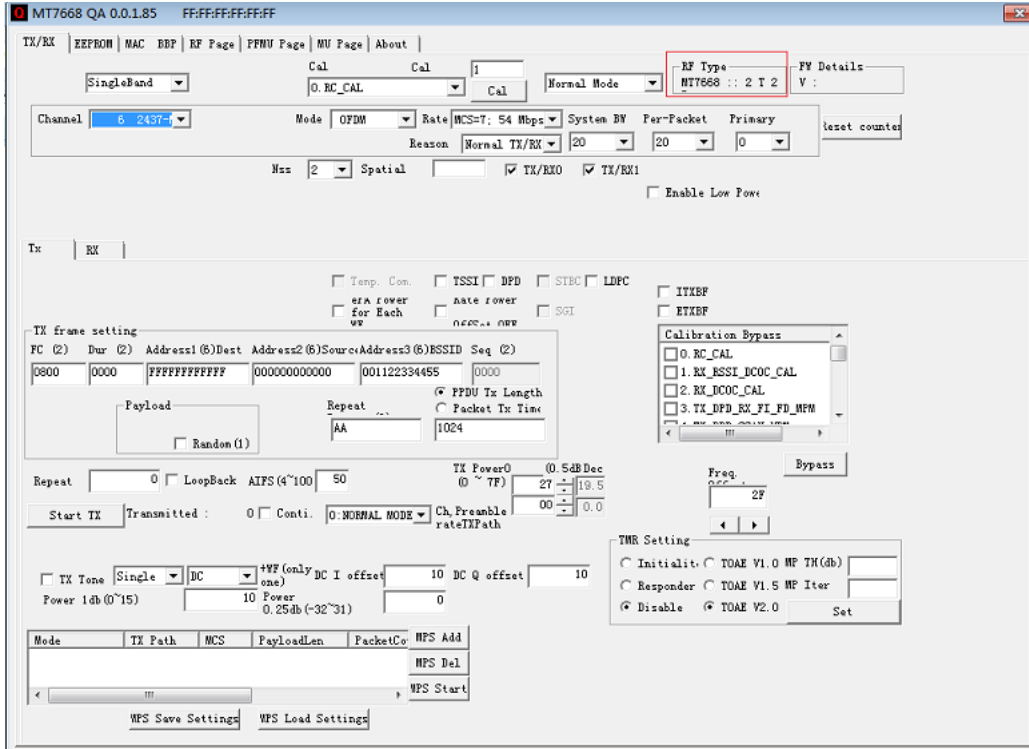 MT7668 QA 0.0.1.85 FF:FF:FF:FF:FF:FF
TX/RX EEPROM MAC BBP RF Page PFMU Page MU Page About
Cal Cal 1 RF Type FW Details
SingleBand 0. RC_CAL Cal Normal Mode MT7668 :: 2 T 2 V :
Channel 6 2437- Mode OFDM Rate MCS=7; 54 Mbps System BW Per-Packet Primary Reset counter
Reason Normal TX/RX 20 20 0
Nss 2 Spatial TX/RX0 TX/RX1
Enable Low Powe
Tx RX
Temp. Com. TSSI DPD STBC LDPC ITXBF
for Each SGI ETXBF
TX frame setting Calibration Bypass
FC (2) Dur (2) Address1(6)Dest Address2(6)Source Address3(6)BSSID Seq (2) 0. RC_CAL
0800 0000 FFFFFFFFFFFF 000000000000 001122334455 0000 1. RX_RSSI_DCOC_CAL
PPDU Tx Length 2. RX_DCOC_CAL
Payload Repeat Packet Tx Time 3. TX_DPD_RX_FI_FD_MPM
Random(1) AA 1024
Bypass
Repeat 0 LoopBack AIFS(4~100 50 TX Power0 (0 ~ 7F) 27 (0.5dB Dec 19.5 Freq.
2F
Start TX Transmitted : 0 Conti. 0:NORMAL MODE Ch, Preamble rateTXPath 00 0.0
TMR Setting
Initialit TOAE V1.0 MP TH(db)
TX Tone Single DC +WF(only one) DC I offset 10 DC Q offset 10 Responder TOAE V1.5 MP Iter
Power 1db(0~15) 10 Power 0.25db(-32~31) 0 Disable TOAE V2.0 Set
Mode TX Path MCS PayloadLen PacketCo MPS Add
MPS Del
MPS Start
MPS Save Settings MPS Load Settings